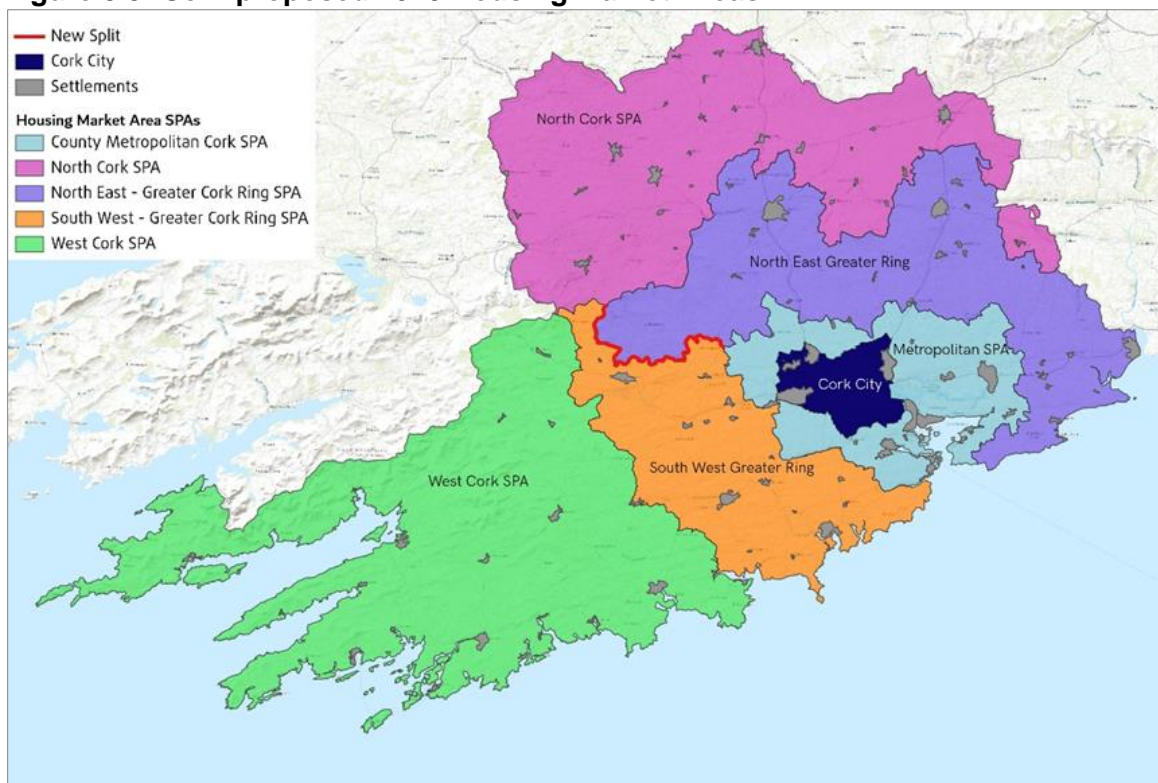 New Split
Cork City
Settlements
Housing Market Area SPAs
County Metropolitan Cork SPA
North Cork SPA
North East - Greater Cork Ring SPA
South West - Greater Cork Ring SPA
West Cork SPA
North Cork SPA
North East Greater Ring
Metropolitan SPA
Cork City
South West Greater Ring
West Cork SPA